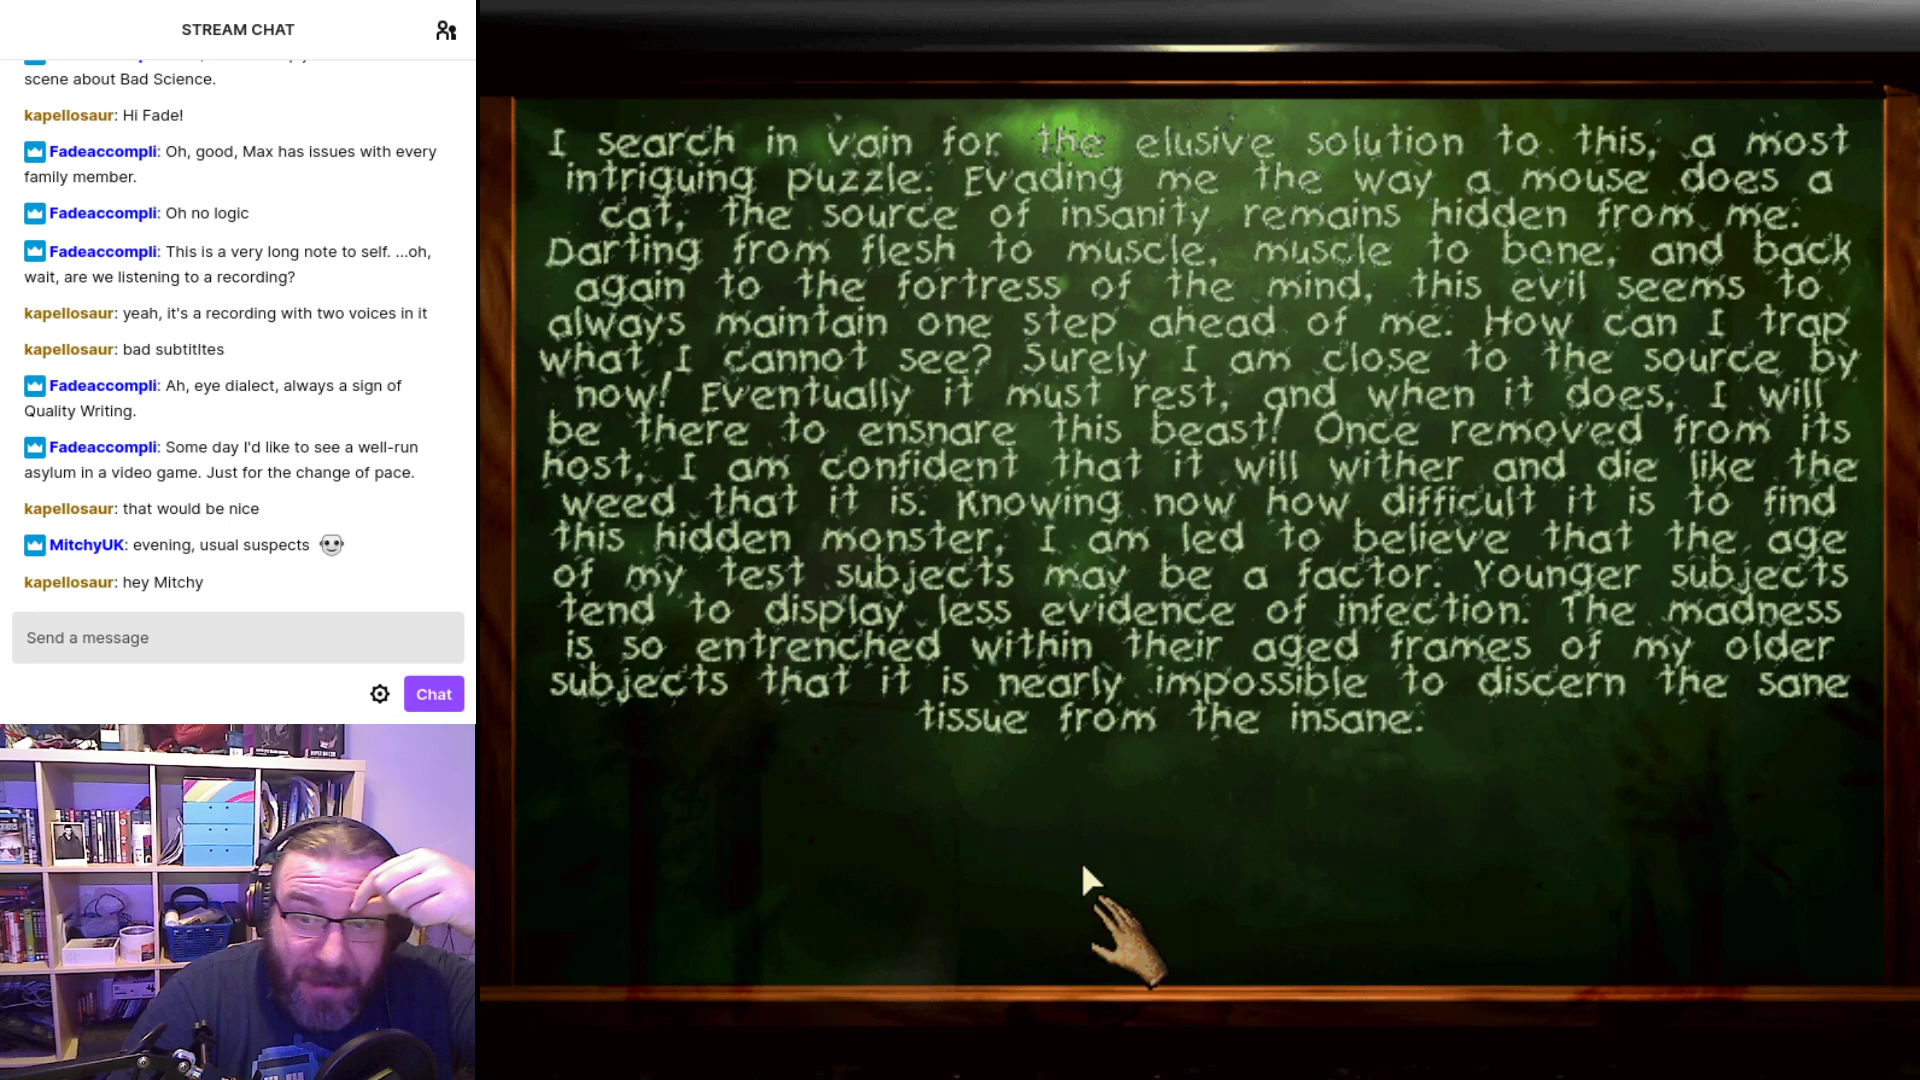 STREAM CHAT
scene about Bad Science.
kapellosaur: Hi Fade!
Fadeaccompli: Oh, good, Max has issues with every
family member.
Fadeaccompli: Oh no logic
Fadeaccompli: This is a very long note to self. ...oh,
wait, are we listening to a recording?
kapellosaur: yeah, it's a recording with two voices in it
kapellosaur: bad subtitltes
Fadeaccompli: Ah, eye dialect, always a sign of
Quality Writing.
Fadeaccompli: Some day I'd like to see a well-run
asylum in a video game. Just for the change of pace.
kapellosaur: that would be nice
MitchyUK: evening, usual suspects
kapellosaur: hey Mitchy
Send a message
Chat
I search in vain for the elusive solution to this, a most
intriguing puzzle. Evading me the way a mouse does a
cat, the source of insanity remains hidden from me.
Darting from flesh to muscle, muscle to bone, and back
again to the fortress of the mind, this evil seems to
always maintain one step ahead of me. How can I trap
what I cannot see? Surely I am close to the source by
now! Eventually it must rest, and when it does, I will
be there to ensnare this beast! Once removed from its
host, I am confident that it will wither and die like the
weed that it is. Knowing now how difficult it is to find
this hidden monster, I am led to believe that the age
of my test subjects may be a factor. Younger subjects
tend to display less evidence of infection. The madness
is so entrenched within their aged frames of my older
subjects that it is nearly impossible to discern the sane
tissue from the insane.